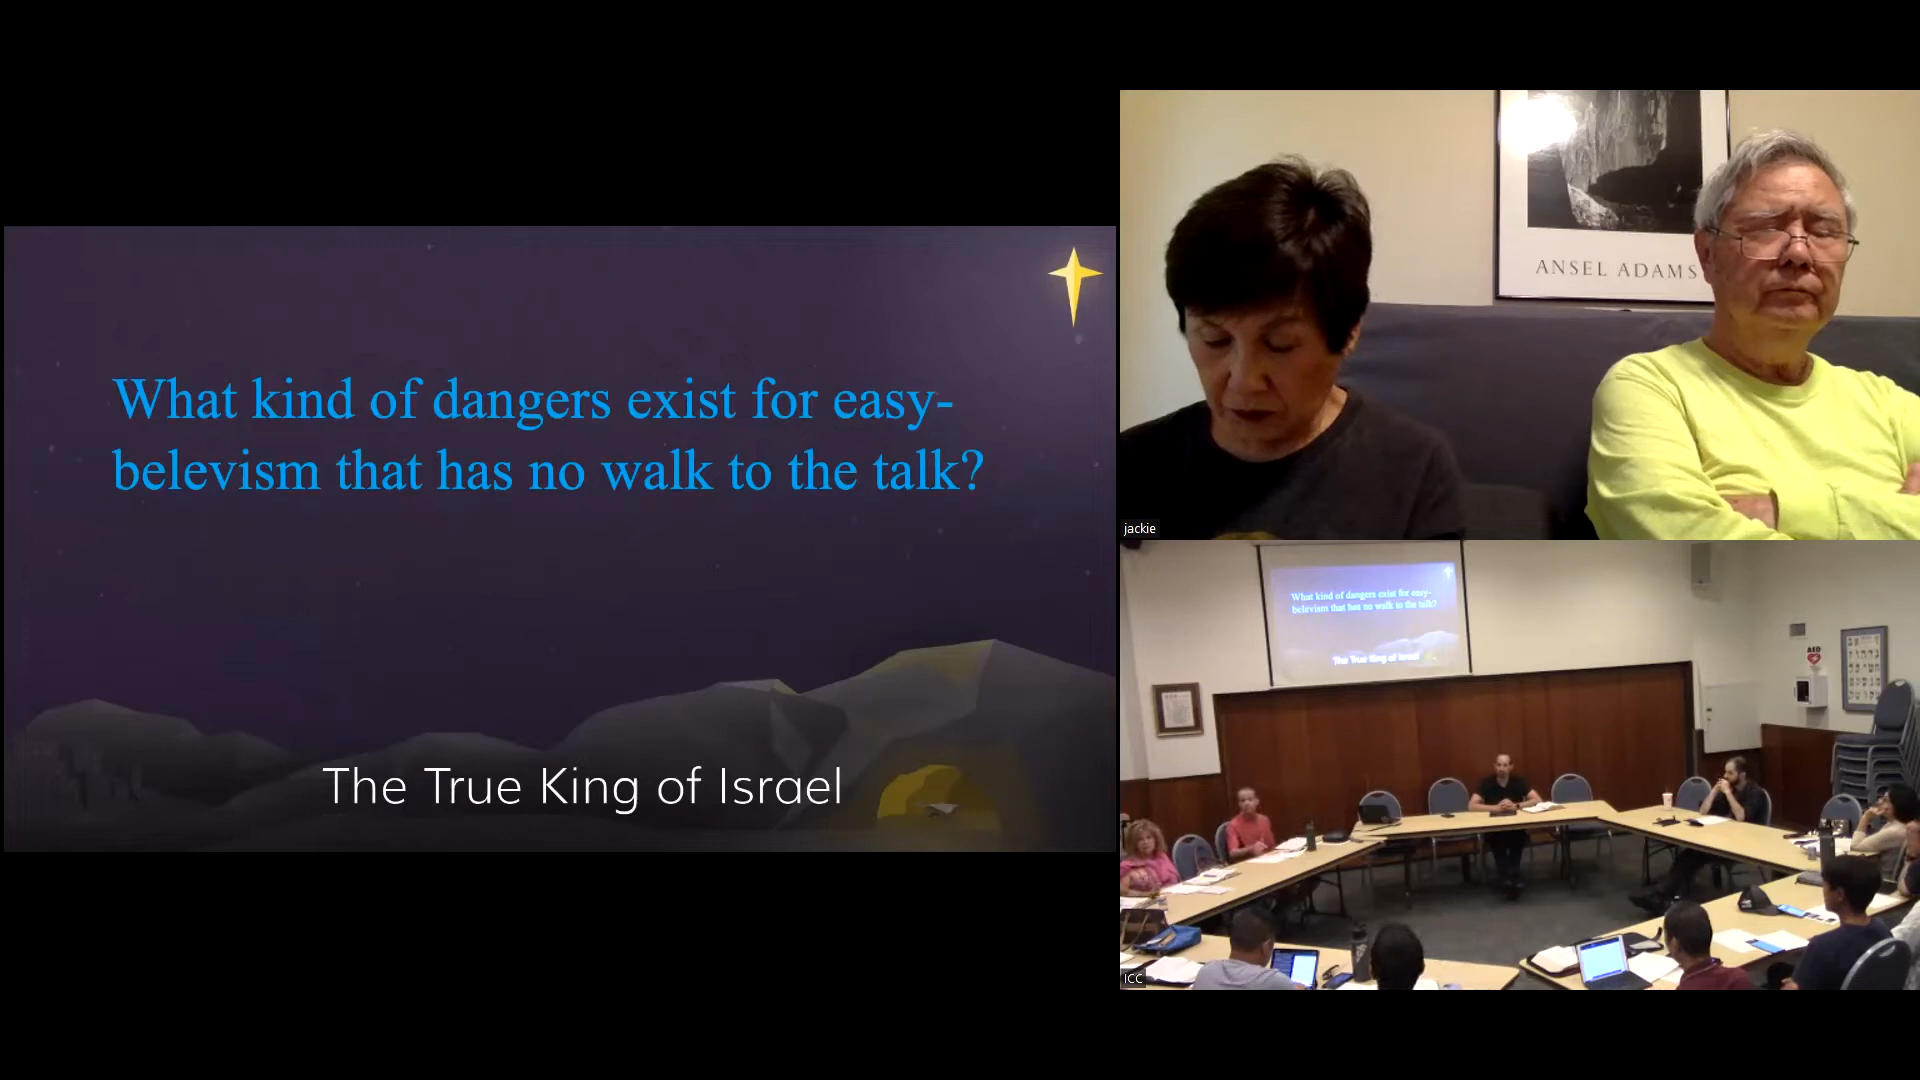 What kind of dangers exist for easy-
belevism that has no walk to the talk?
The True King of Israel
ANSEL ADAMS
jackie
What kind of dangers exist for easy-
belevism that has no walk to the talk?
The True King of Israel
AED
ICC